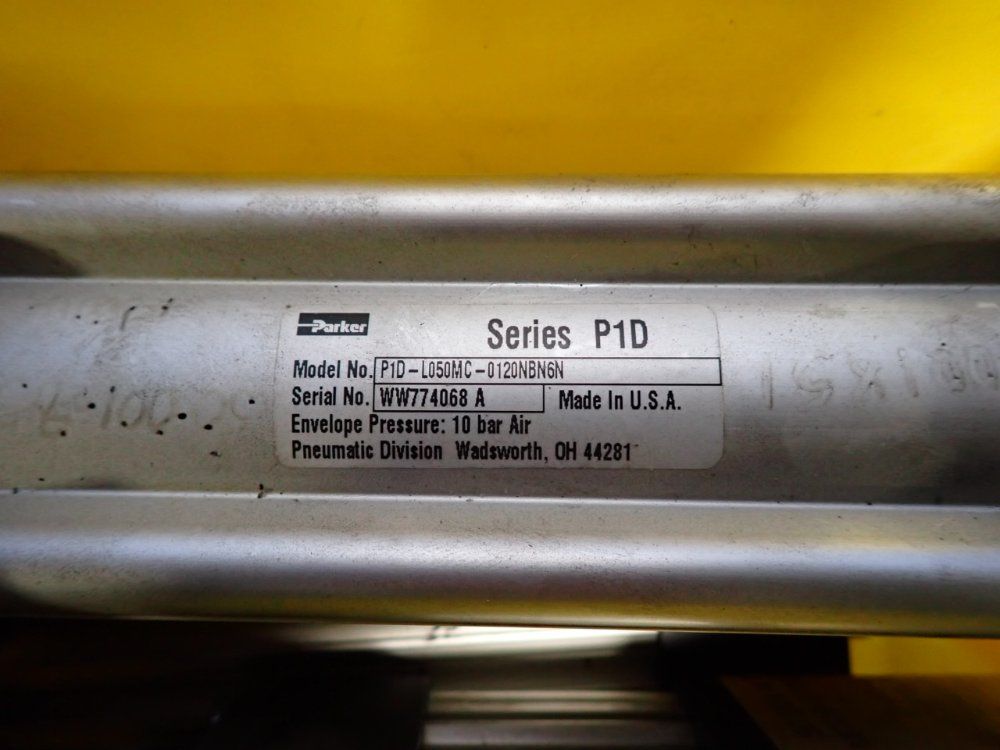 Parker
Series P1D
Model No. P1D-L050MC-0120NBN6N
Serial No. WW774068 A Made In U.S.A.
Envelope Pressure: 10 bar Air
Pneumatic Division Wadsworth, OH 44281